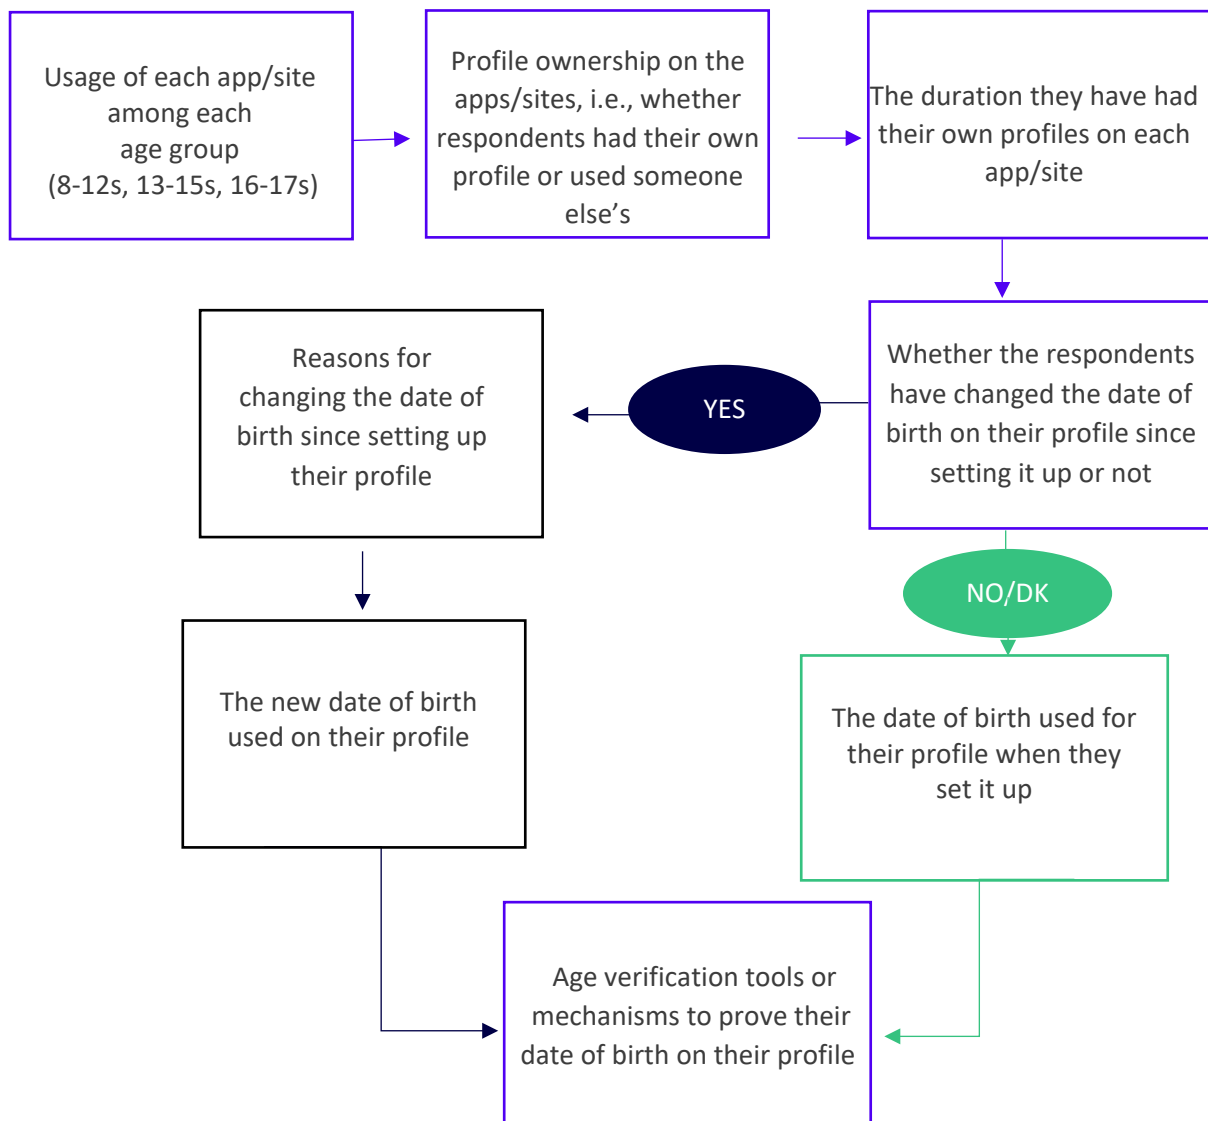 Usage of each app/site
among each
age group
(8-12s, 13-15s, 16-17s)
Profile ownership on the
apps/sites, i.e., whether
respondents had their own
profile or used someone
else’s
The duration they have had
their own profiles on each
app/site
Whether the respondents
have changed the date of
birth on their profile since
setting it up or not
YES
Reasons for
changing the date of
birth since setting up
their profile
NO/DK
The new date of birth
used on their profile
The date of birth used for
their profile when they
set it up
Age verification tools or
mechanisms to prove their
date of birth on their profile